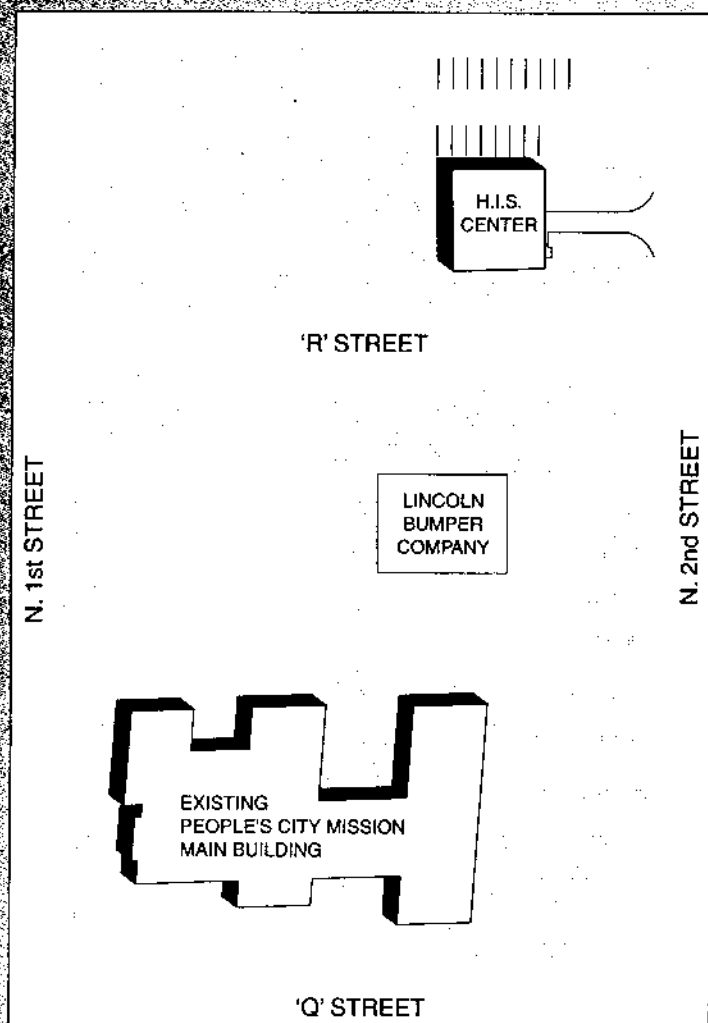 H.I.S.
CENTER
'R' STREET
N. 1st STREET
LINCOLN
BUMPER
COMPANY
N. 2nd STREET
EXISTING
PEOPLE'S CITY MISSION
MAIN BUILDING
'Q' STREET